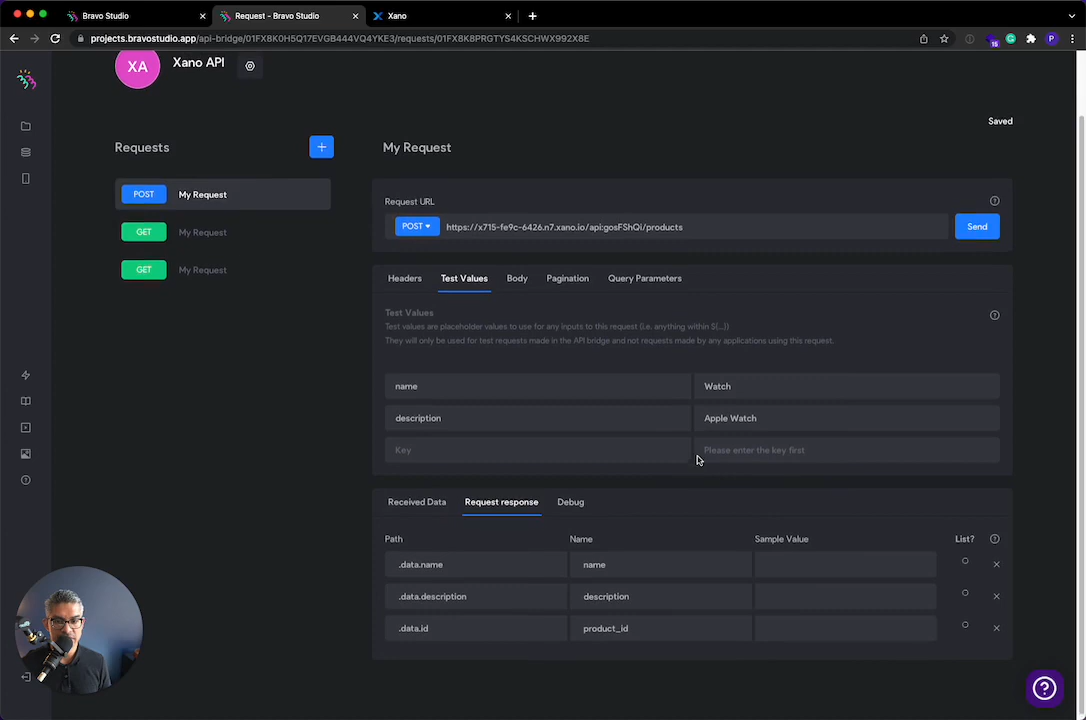 Bravo Studio
Request - Bravo Studio
Xano
projects.bravostudio.app/api-bridge/01FX8K0H5Q17EVGB444VQ4YKE3/requests/01FX8K8PRGTYS4KSCHWX992X8E
15
P
XA
Xano API
Saved
Requests
+
My Request
POST My Request
GET My Request
GET My Request
Request URL
POST https://x715-fe9c-6426.n7.xano.io/api:gosFShQi/products Send
Headers Test Values Body Pagination Query Parameters
Test Values
Test values are placeholder values to use for any inputs to this request (i.e. anything within ${...})
They will only be used for test requests made in the API bridge and not requests made by any applications using this request.
name Watch
description Apple Watch
Key Please enter the key first
Received Data Request response Debug
Path Name Sample Value List?
.data.name name
.data.description description
.data.id product_id